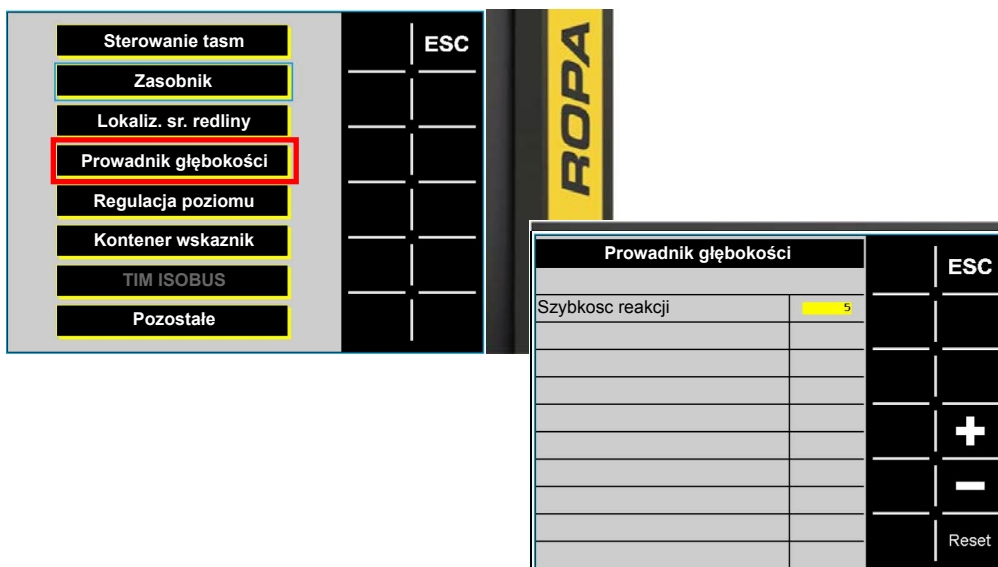 Sterowanie tasm
ESC
Zasobnik
Lokaliz. sr. redliny
Prowadnik głębokości
Regulacja poziomu
Kontener wskaznik
TIM ISOBUS
Pozostałe
ROPA
Prowadnik głębokości
ESC
Szybkosc reakcji
5
Reset